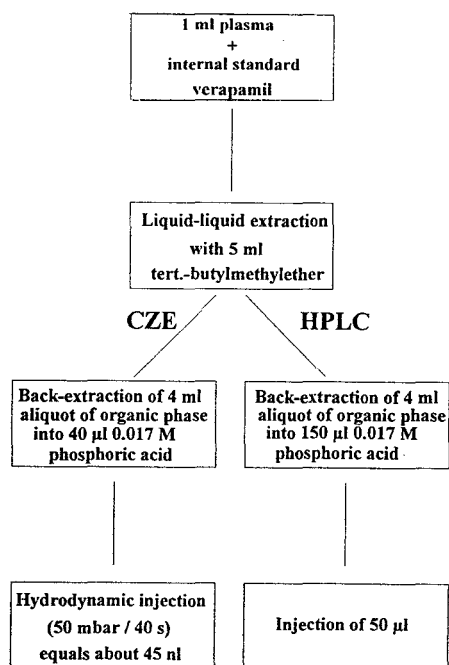 1 ml plasma
+
internal standard
verapamil
Liquid-liquid extraction
with 5 ml
tert.-butylmethylether
CZE
HPLC
Back-extraction of 4 ml
aliquot of organic phase
into 40 µl 0.017 M
phosphoric acid
Back-extraction of 4 ml
aliquot of organic phase
into 150 µl 0.017 M
phosphoric acid
Hydrodynamic injection
(50 mbar / 40 s)
equals about 45 nl
Injection of 50 µl